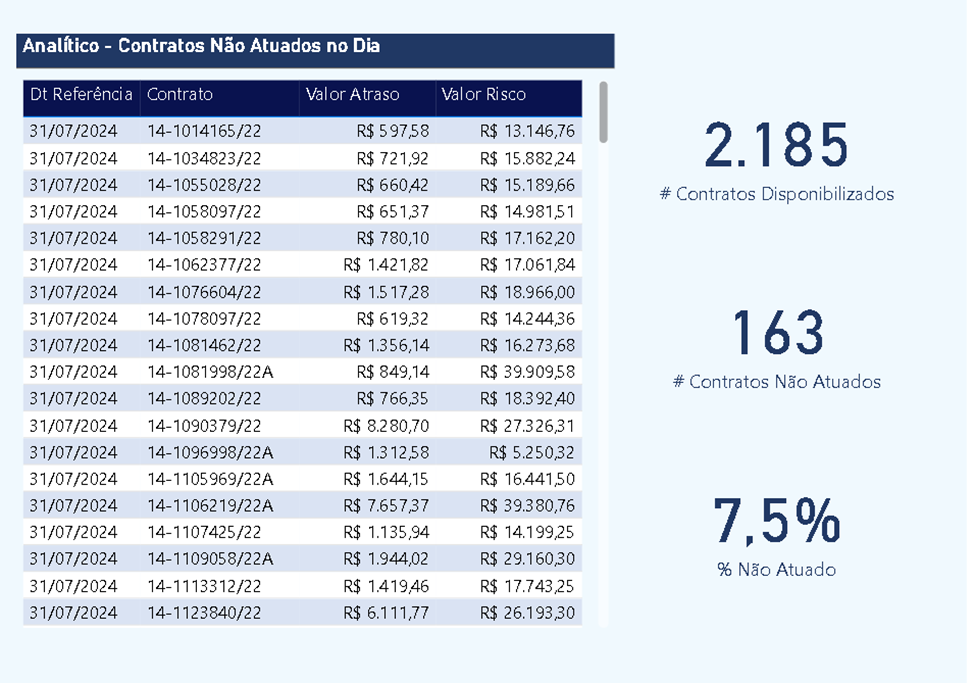 Analítico - Contratos Não Atuados no Dia
Dt Referência Contrato Valor Atraso Valor Risco
31/07/2024 14-1014165/22 R$ 597,58 R$ 13.146,76
31/07/2024 14-1034823/22 R$ 721,92 R$ 15.882,24
31/07/2024 14-1055028/22 R$ 660,42 R$ 15.189,66
31/07/2024 14-1058097/22 R$ 651,37 R$ 14.981,51
31/07/2024 14-1058291/22 R$ 780,10 R$ 17.162,20
31/07/2024 14-1062377/22 R$ 1.421,82 R$ 17.061,84
31/07/2024 14-1076604/22 R$ 1.517,28 R$ 18.966,00
31/07/2024 14-1078097/22 R$ 619,32 R$ 14.244,36
31/07/2024 14-1081462/22 R$ 1.356,14 R$ 16.273,68
31/07/2024 14-1081998/22A R$ 849,14 R$ 39.909,58
31/07/2024 14-1089202/22 R$ 766,35 R$ 18.392,40
31/07/2024 14-1090379/22 R$ 8.280,70 R$ 27.326,31
31/07/2024 14-1096998/22A R$ 1.312,58 R$ 5.250,32
31/07/2024 14-1105969/22A R$ 1.644,15 R$ 16.441,50
31/07/2024 14-1106219/22A R$ 7.657,37 R$ 39.380,76
31/07/2024 14-1107425/22 R$ 1.135,94 R$ 14.199,25
31/07/2024 14-1109058/22A R$ 1.944,02 R$ 29.160,30
31/07/2024 14-1113312/22 R$ 1.419,46 R$ 17.743,25
31/07/2024 14-1123840/22 R$ 6.111,77 R$ 26.193,30
2.185
# Contratos Disponibilizados
163
# Contratos Não Atuados
7,5%
% Não Atuado